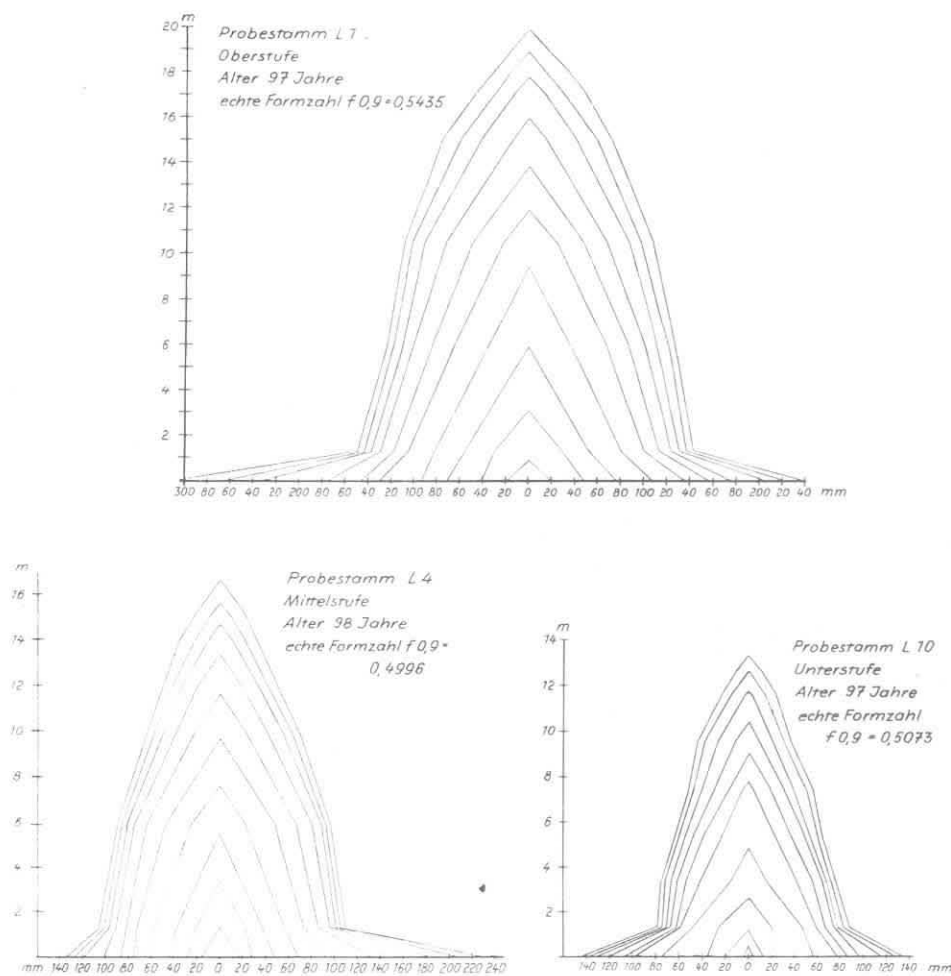 m
20
18
16
14
12
10
8
6
4
2
Probestamm L 1
Oberstufe
Alter 97 Jahre
echte Formzahl f 0,9 = 0,5435
300 80 60 40 20 200 80 60 40 20 100 80 60 40 20 0 20 40 60 80 100 20 40 60 80 200 20 40 mm
m
16
14
12
10
8
6
4
2
Probestamm L 4
Mittelstufe
Alter 98 Jahre
echte Formzahl f 0,9 =
0,4996
140 120 100 80 60 40 20 0 20 40 60 80 100 120 140 160 180 200 220 240 mm
m
14
12
10
8
6
4
2
Probestamm L 10
Unterstufe
Alter 97 Jahre
echte Formzahl
f 0,9 = 0,5073
140 120 100 80 60 40 20 0 20 40 60 80 100 120 140 mm